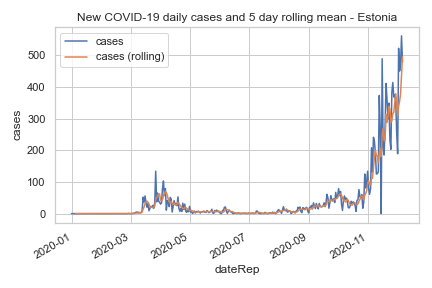 New COVID-19 daily cases and 5 day rolling mean - Estonia
cases
cases (rolling)
500
400
300
200
100
0
cases
2020-01
2020-03
2020-05
2020-07
2020-09
2020-11
dateRep